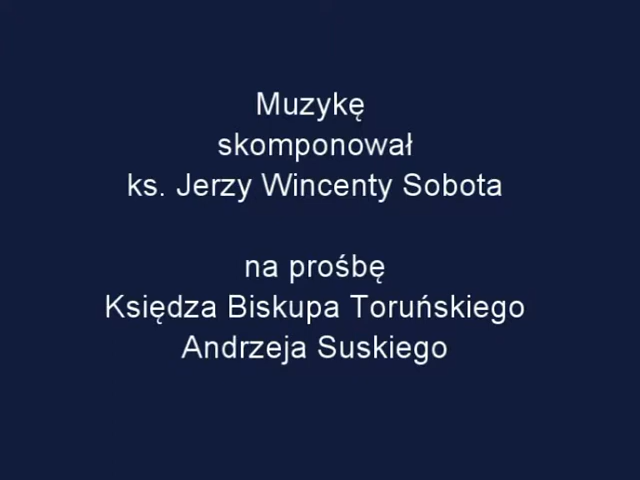 Muzykę
skomponował
ks. Jerzy Wincenty Sobota
na prośbę
Księdza Biskupa Toruńskiego
Andrzeja Suskiego